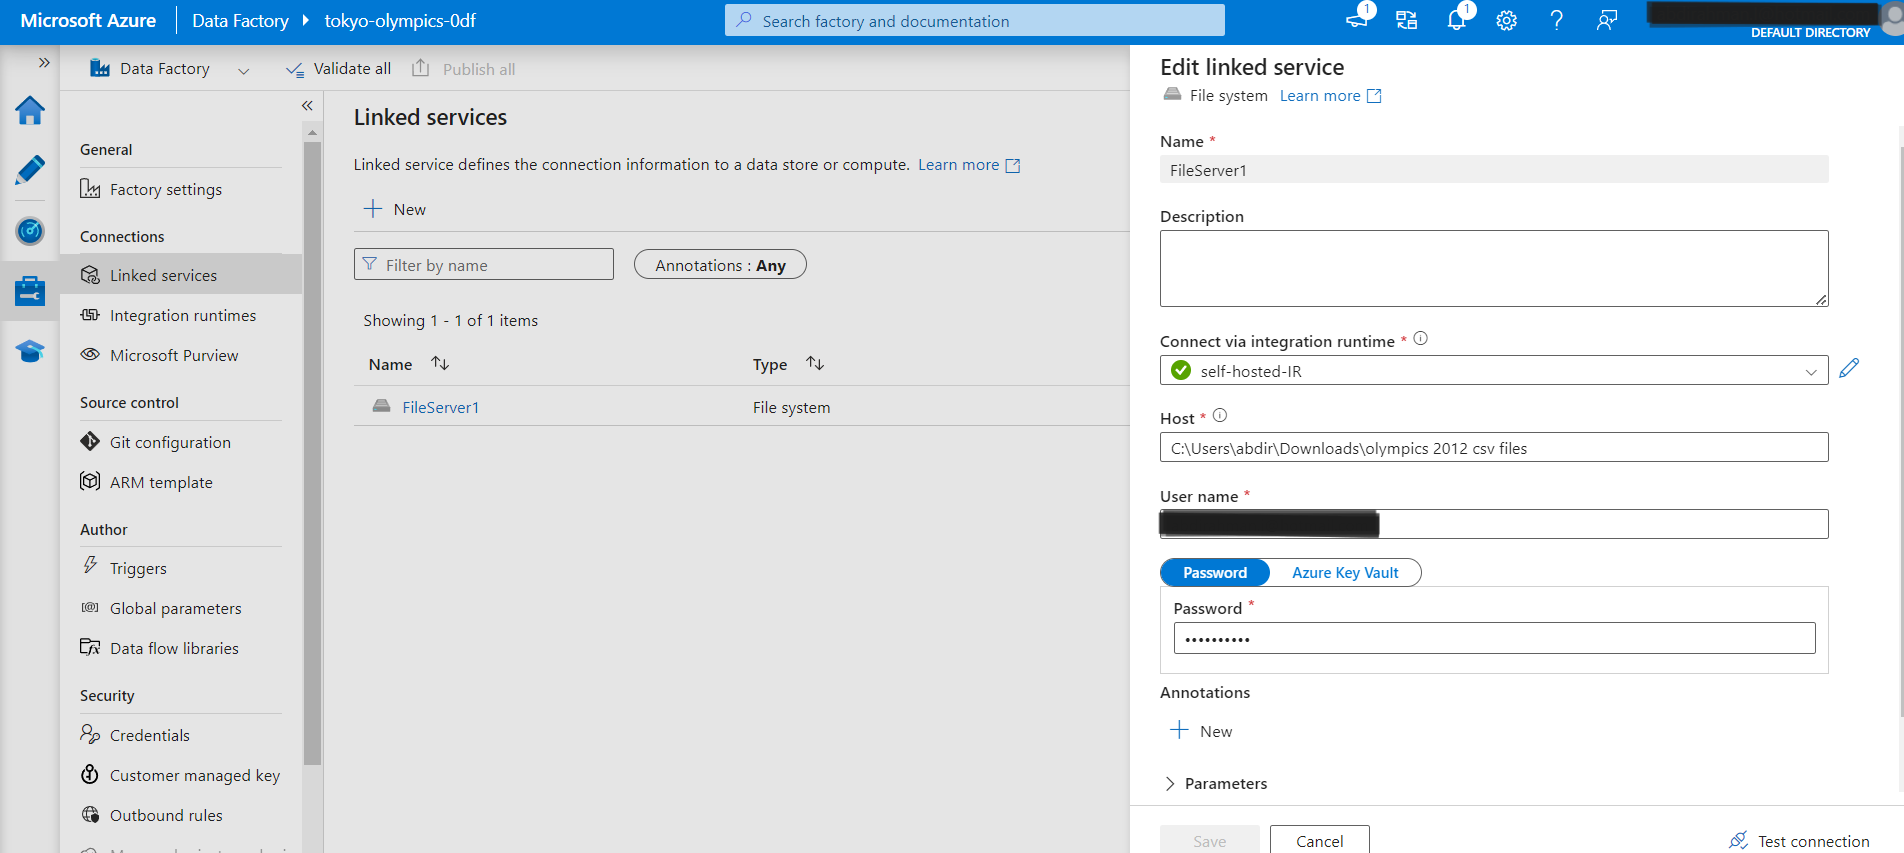 Microsoft Azure Data Factory tokyo-olympics-0df Search factory and documentation 1 1
DEFAULT DIRECTORY
Data Factory Validate all Publish all
General
Factory settings
Connections
Linked services
Integration runtimes
Microsoft Purview
Source control
Git configuration
ARM template
Author
Triggers
Global parameters
Data flow libraries
Security
Credentials
Customer managed key
Outbound rules
Linked services
Linked service defines the connection information to a data store or compute. Learn more
New
Filter by name Annotations : Any
Showing 1 - 1 of 1 items
Name Type
FileServer1 File system
Edit linked service
File system Learn more
Name *
FileServer1
Description
Connect via integration runtime *
self-hosted-IR
Host *
C:\Users\abdir\Downloads\olympics 2012 csv files
User name *
Password Azure Key Vault
Password *
••••••••••
Annotations
New
Parameters
Save Cancel Test connection